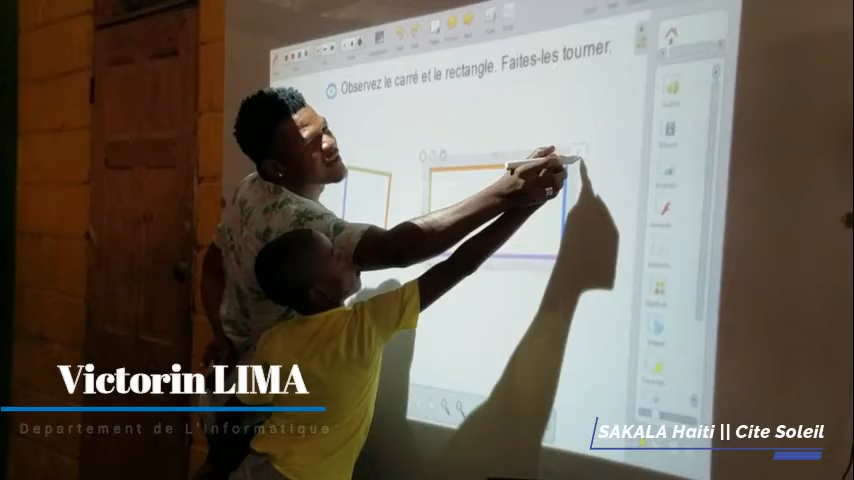 Observez le carré et le rectangle. Faites-les tourner.
Victorin LIMA
Departement de L'informatique
SAKALA Haiti || Cite Soleil